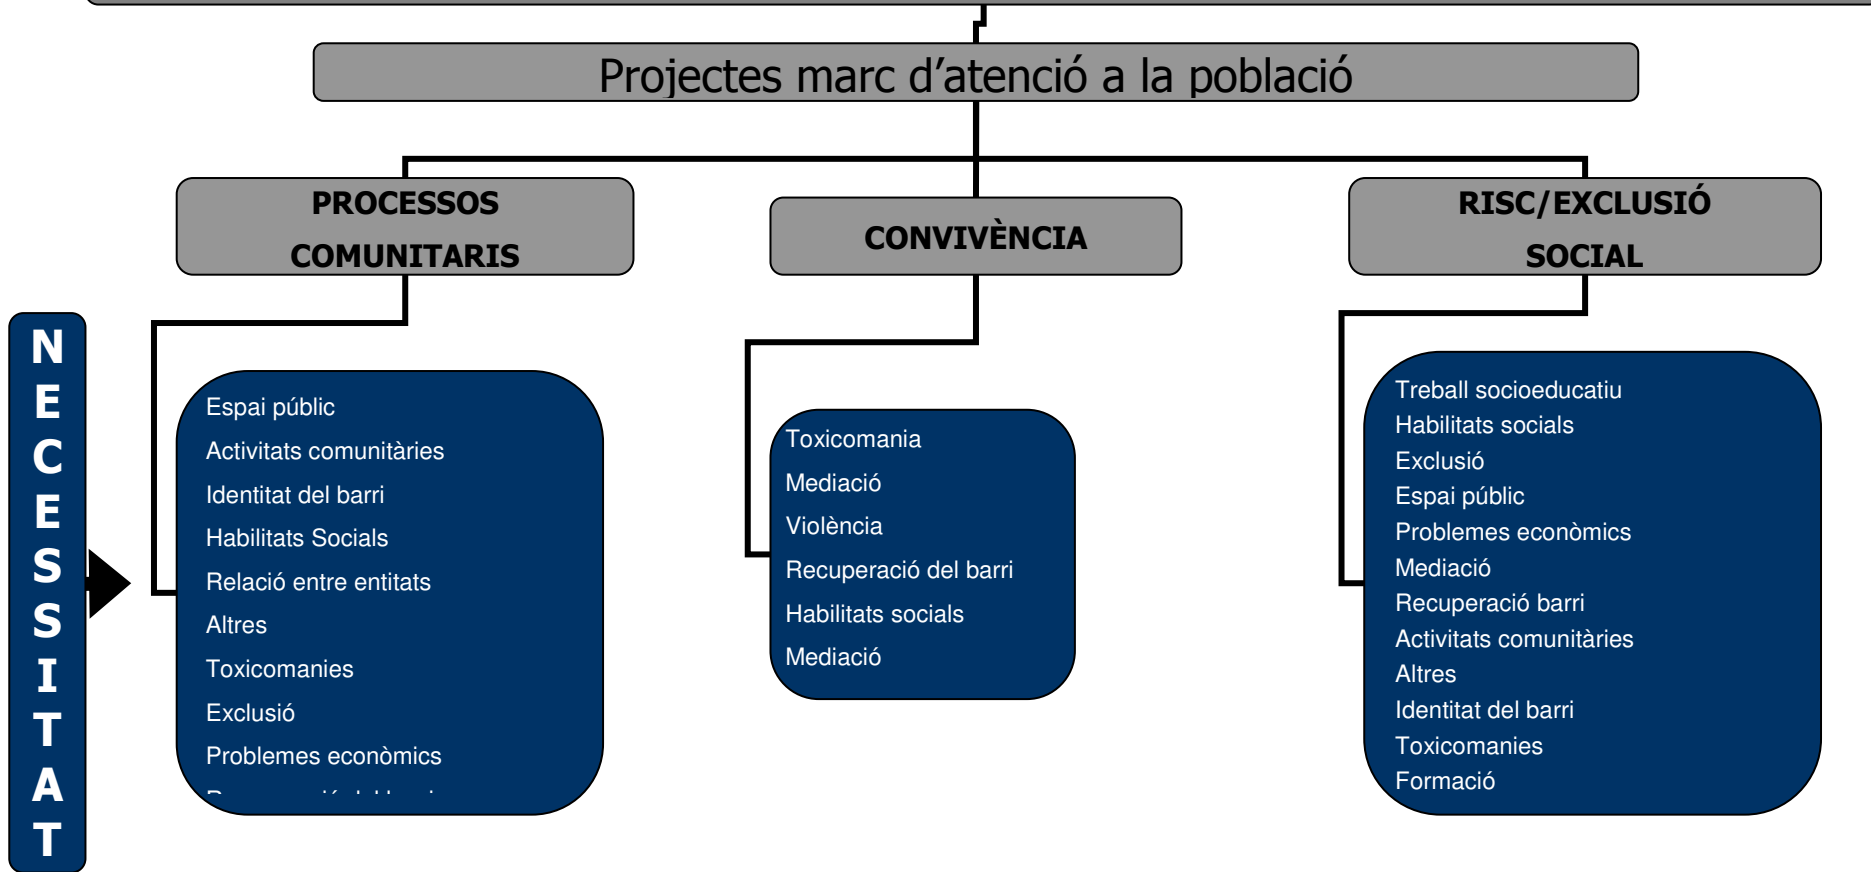 Projectes marc d'atenció a la població
PROCESSOS
COMUNITARIS
CONVIVÈNCIA
RISC/EXCLUSIÓ
SOCIAL
NECESSITAT
Espai públic
Activitats comunitàries
Identitat del barri
Habilitats Socials
Relació entre entitats
Altres
Toxicomanies
Exclusió
Problemes econòmics
Toxicomania
Mediació
Violència
Recuperació del barri
Habilitats socials
Mediació
Treball socioeducatiu
Habilitats socials
Exclusió
Espai públic
Problemes econòmics
Mediació
Recuperació barri
Activitats comunitàries
Altres
Identitat del barri
Toxicomanies
Formació